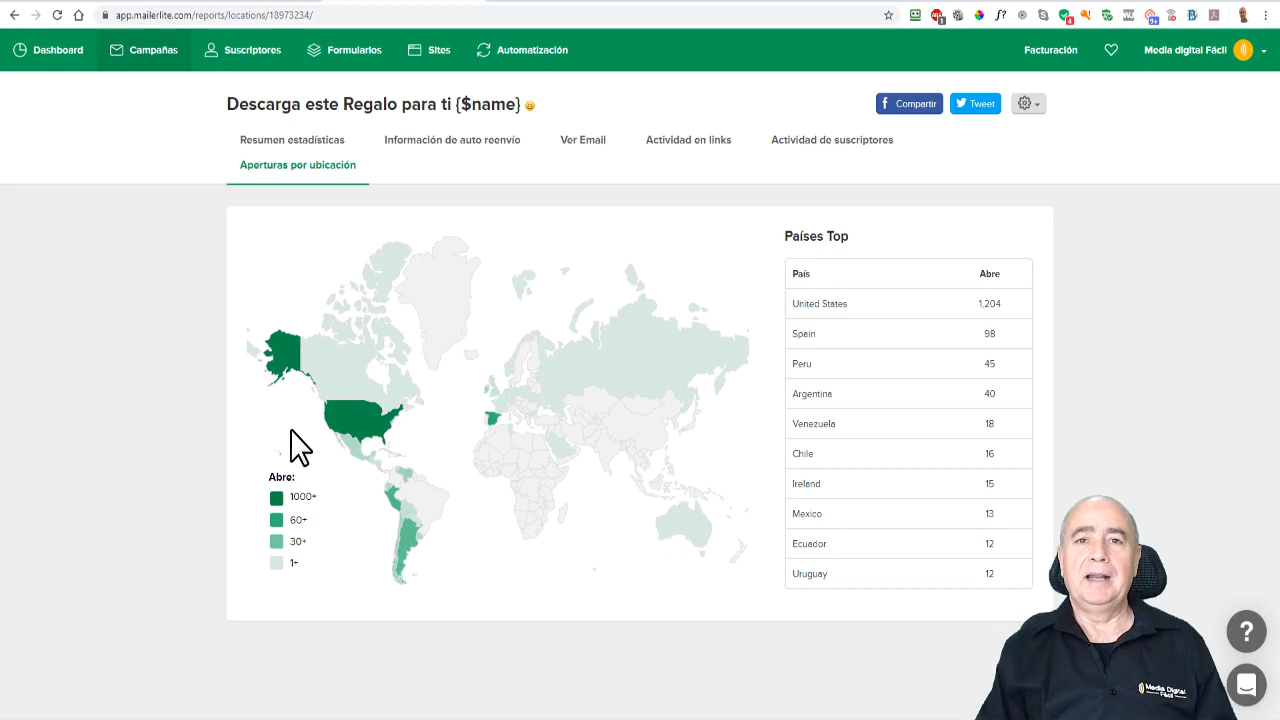 app.mailerlite.com/reports/locations/18973234/
Dashboard Campañas Suscriptores Formularios Sites Automatización Facturación Media digital Fácil
Descarga este Regalo para ti {$name}
Compartir Tweet
Resumen estadísticas Información de auto reenvío Ver Email Actividad en links Actividad de suscriptores
Aperturas por ubicación
Países Top
País Abre
United States 1,204
Spain 98
Peru 45
Argentina 40
Venezuela 18
Chile 16
Ireland 15
Mexico 13
Ecuador 12
Uruguay 12
Abre:
1000+
60+
30+
1+
Media Digital
Fácil
?